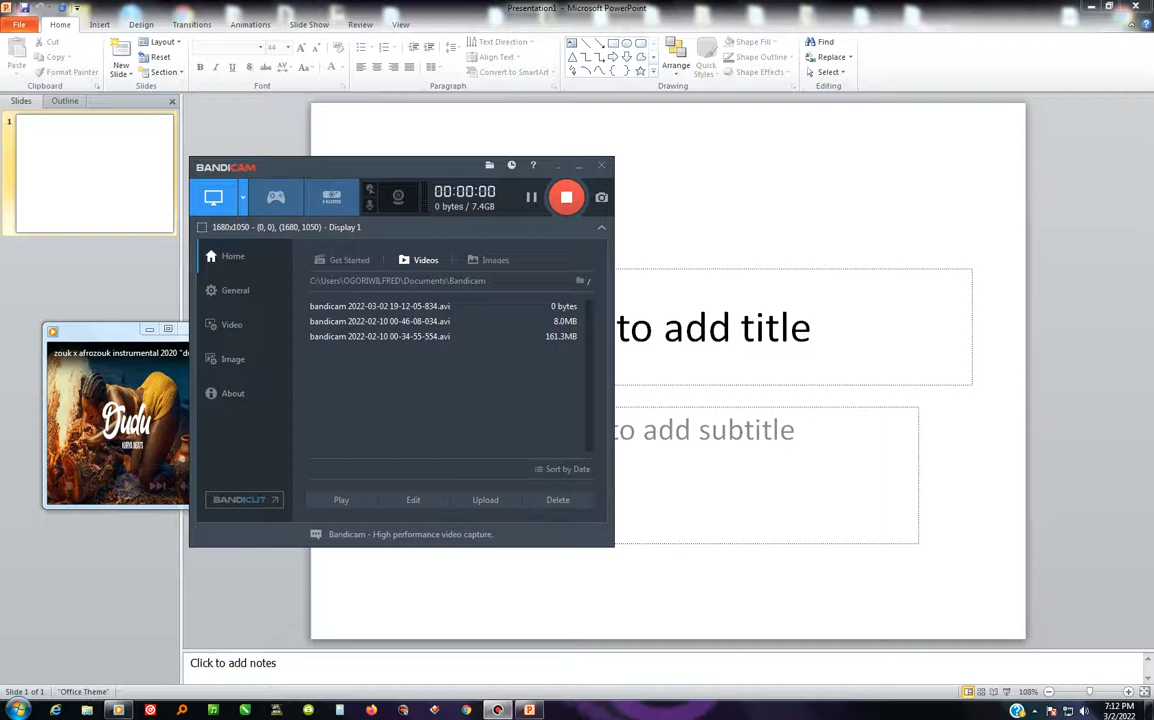 Presentation1 - Microsoft PowerPoint
File Home Insert Design Transitions Animations Slide Show Review View
Paste
Cut
Copy
Format Painter
Clipboard
New Slide
Layout
Reset
Section
Slides
44
Font
Text Direction
Align Text
Convert to SmartArt
Paragraph
Arrange
Quick Styles
Shape Fill
Shape Outline
Shape Effects
Drawing
Find
Replace
Select
Editing
Slides Outline
1
BANDICAM
HDMI
00:00:00
0 bytes / 7.4GB
1680x1050 - (0, 0), (1680, 1050) - Display 1
Home
General
Video
Image
About
BANDICUT
Get Started Videos Images
C:\Users\OGORIWILFRED\Documents\Bandicam
bandicam 2022-03-02 19-12-05-834.avi 0 bytes
bandicam 2022-02-10 00-46-08-034.avi 8.0MB
bandicam 2022-02-10 00-34-55-554.avi 161.3MB
Sort by Date
Play Edit Upload Delete
Bandicam - High performance video capture.
zouk x afrozouk instrumental 2020 "du
Dudu
to add title
to add subtitle
Click to add notes
Slide 1 of 1 "Office Theme" 108%
7:12 PM
3/2/2022